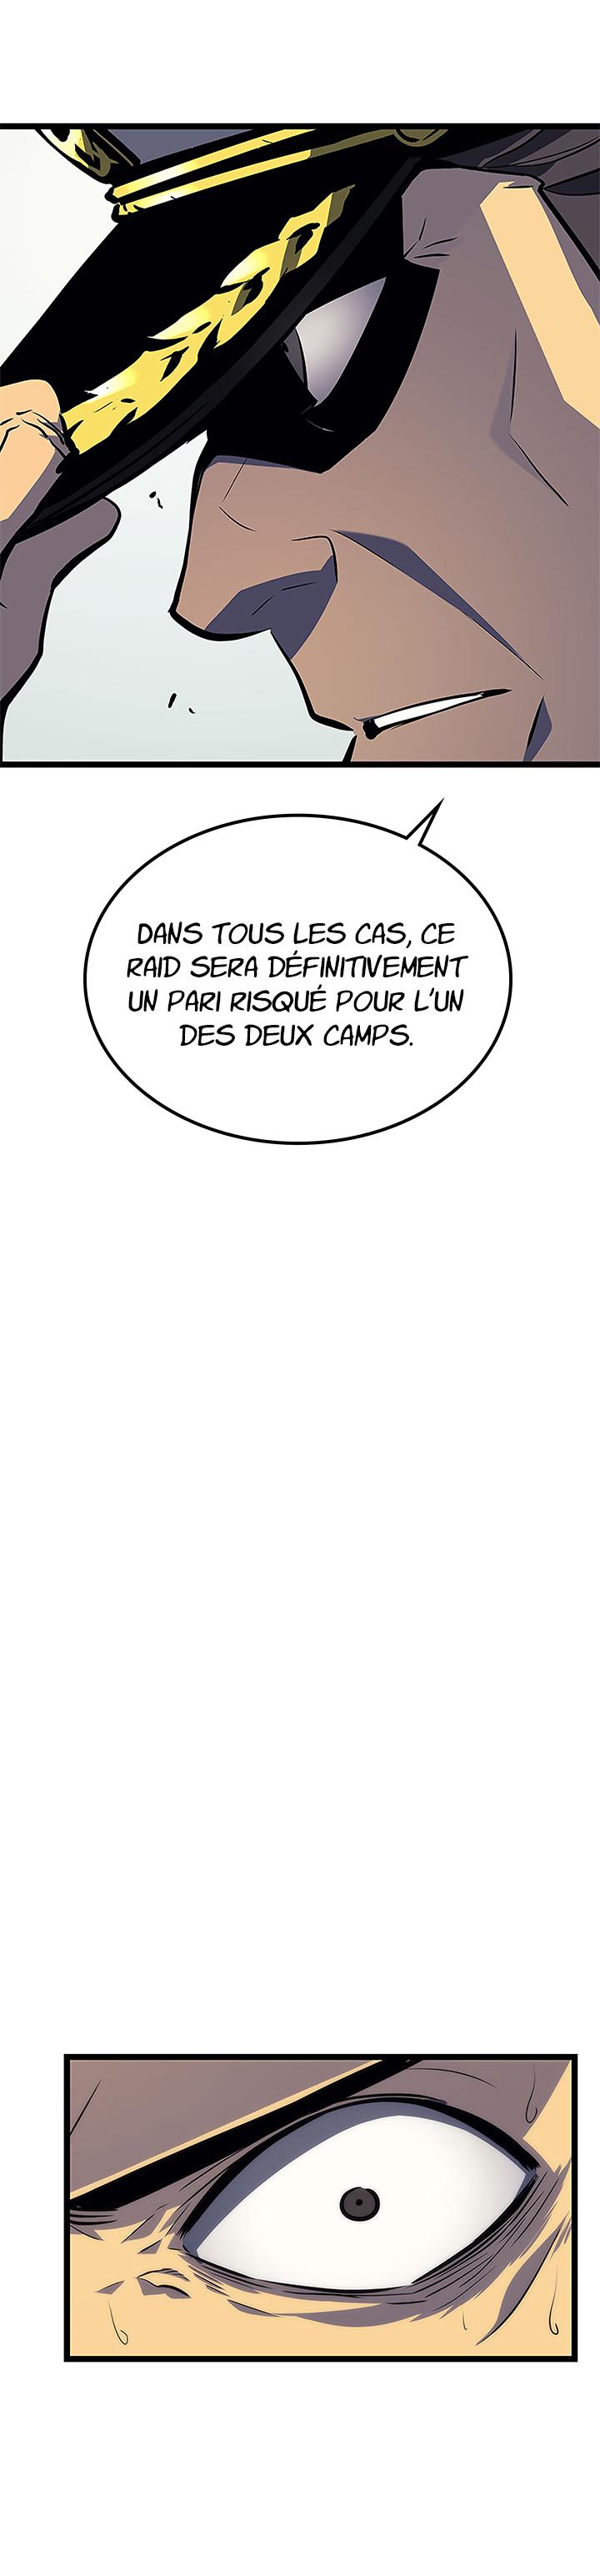 DANS TOUS LES CAS, CE
RAID SERA DÉFINITIVEMENT
UN PARI RISQUÉ POUR L'UN
DES DEUX CAMPS.